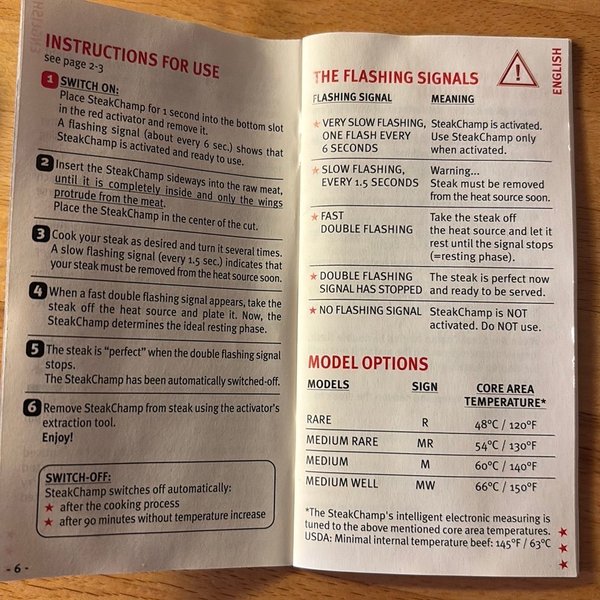 INSTRUCTIONS FOR USE
see page 2-3
1 SWITCH ON:
Place SteakChamp for 1 second into the bottom slot
in the red activator and remove it.
A flashing signal (about every 6 sec.) shows that
SteakChamp is activated and ready to use.
2 Insert the SteakChamp sideways into the raw meat,
until it is completely inside and only the wings
protrude from the meat.
Place the SteakChamp in the center of the cut.
3 Cook your steak as desired and turn it several times.
A slow flashing signal (every 1.5 sec.) indicates that
your steak must be removed from the heat source soon.
4 When a fast double flashing signal appears, take the
steak off the heat source and plate it. Now, the
SteakChamp determines the ideal resting phase.
5 The steak is "perfect" when the double flashing signal
stops.
The SteakChamp has been automatically switched-off.
6 Remove SteakChamp from steak using the activator's
extraction tool.
Enjoy!
SWITCH-OFF:
SteakChamp switches off automatically:
★ after the cooking process
★ after 90 minutes without temperature increase
- 6 -
ENGLISH
THE FLASHING SIGNALS
FLASHING SIGNAL MEANING
★ VERY SLOW FLASHING, SteakChamp is activated.
ONE FLASH EVERY Use SteakChamp only
6 SECONDS when activated.
★ SLOW FLASHING, Warning...
EVERY 1.5 SECONDS Steak must be removed
from the heat source soon.
★ FAST Take the steak off
DOUBLE FLASHING the heat source and let it
rest until the signal stops
(=resting phase).
★ DOUBLE FLASHING The steak is perfect now
SIGNAL HAS STOPPED and ready to be served.
★ NO FLASHING SIGNAL SteakChamp is NOT
activated. Do NOT use.
MODEL OPTIONS
MODELS SIGN CORE AREA
TEMPERATURE*
RARE R 48°C / 120°F
MEDIUM RARE MR 54°C / 130°F
MEDIUM M 60°C / 140°F
MEDIUM WELL MW 66°C / 150°F
*The SteakChamp's intelligent electronic measuring is
tuned to the above mentioned core area temperatures.
USDA: Minimal internal temperature beef: 145°F / 63°C